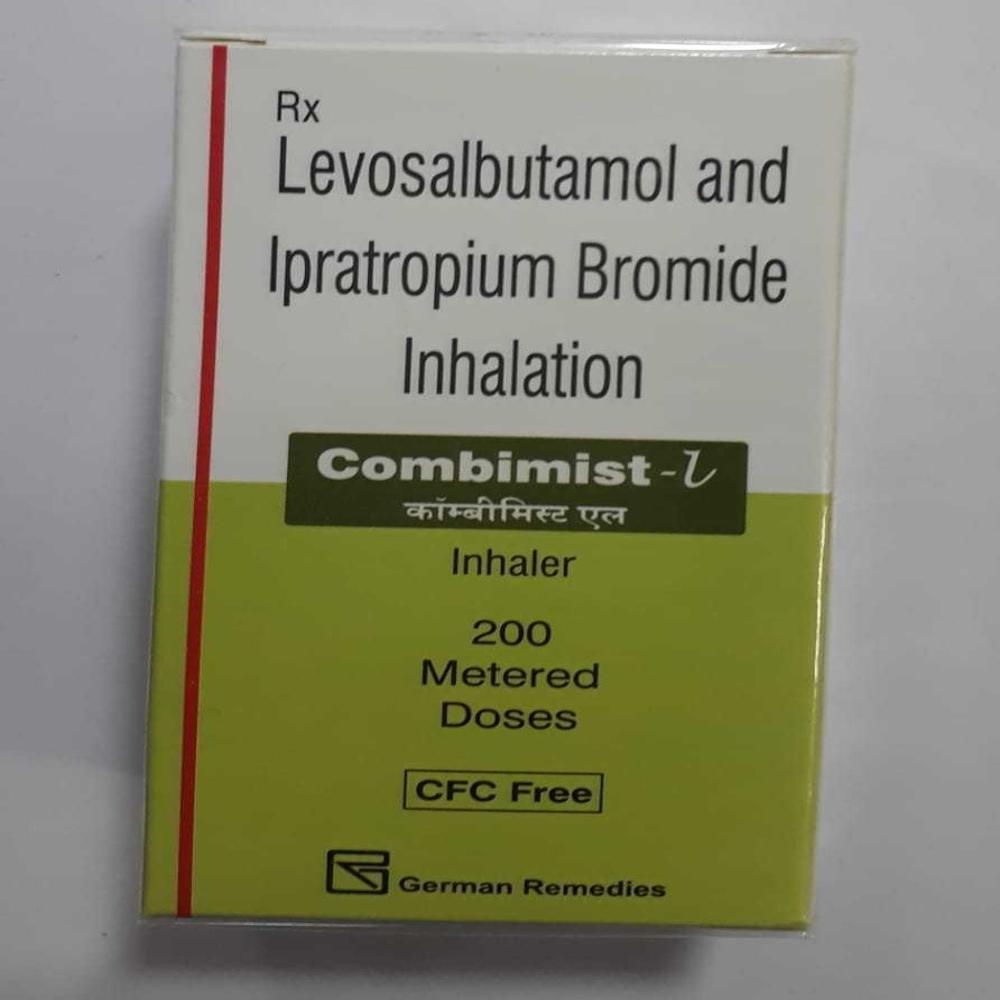 Rx
Levosalbutamol and
Ipratropium Bromide
Inhalation
Combimist-L
कॉम्बीमिस्ट एल
Inhaler
200
Metered
Doses
CFC Free
German Remedies